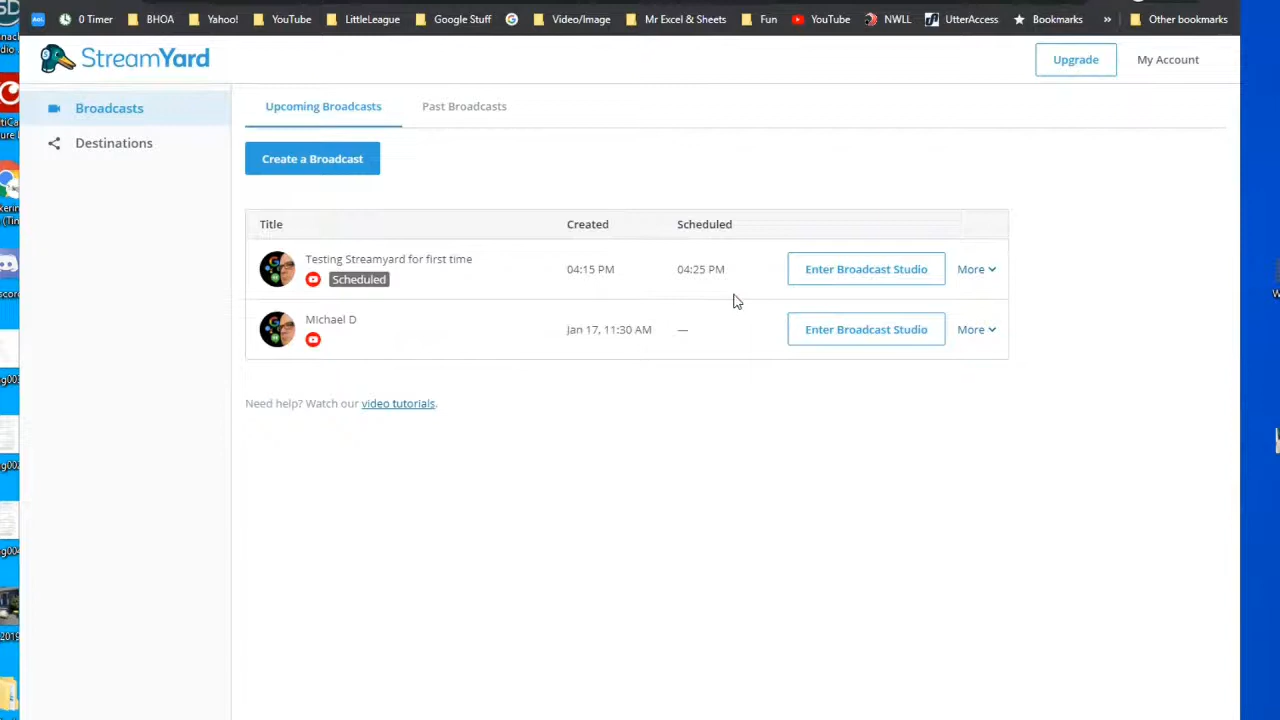 0 Timer BHOA Yahoo! YouTube LittleLeague Google Stuff Video/Image Mr Excel & Sheets Fun YouTube NWLL UtterAccess Bookmarks » Other bookmarks
StreamYard Upgrade My Account
Broadcasts Upcoming Broadcasts Past Broadcasts
Destinations
Create a Broadcast
Title Created Scheduled
Testing Streamyard for first time 04:15 PM 04:25 PM Enter Broadcast Studio More
Scheduled
Michael D Jan 17, 11:30 AM — Enter Broadcast Studio More
Need help? Watch our video tutorials.
2019